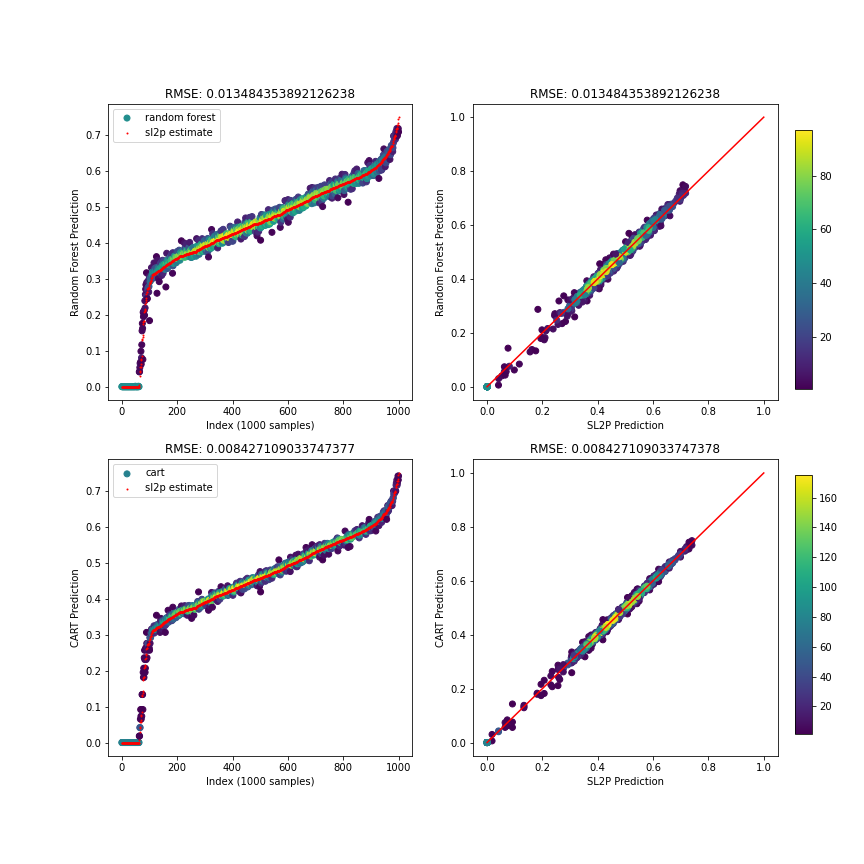 RMSE: 0.013484353892126238
random forest
sl2p estimate
Random Forest Prediction
0.7
0.6
0.5
0.4
0.3
0.2
0.1
0.0
0 200 400 600 800 1000
Index (1000 samples)
RMSE: 0.013484353892126238
Random Forest Prediction
1.0
0.8
0.6
0.4
0.2
0.0
0.0 0.2 0.4 0.6 0.8 1.0
SL2P Prediction
80
60
40
20
RMSE: 0.008427109033747377
cart
sl2p estimate
CART Prediction
0.7
0.6
0.5
0.4
0.3
0.2
0.1
0.0
0 200 400 600 800 1000
Index (1000 samples)
RMSE: 0.008427109033747378
CART Prediction
1.0
0.8
0.6
0.4
0.2
0.0
0.0 0.2 0.4 0.6 0.8 1.0
SL2P Prediction
160
140
120
100
80
60
40
20